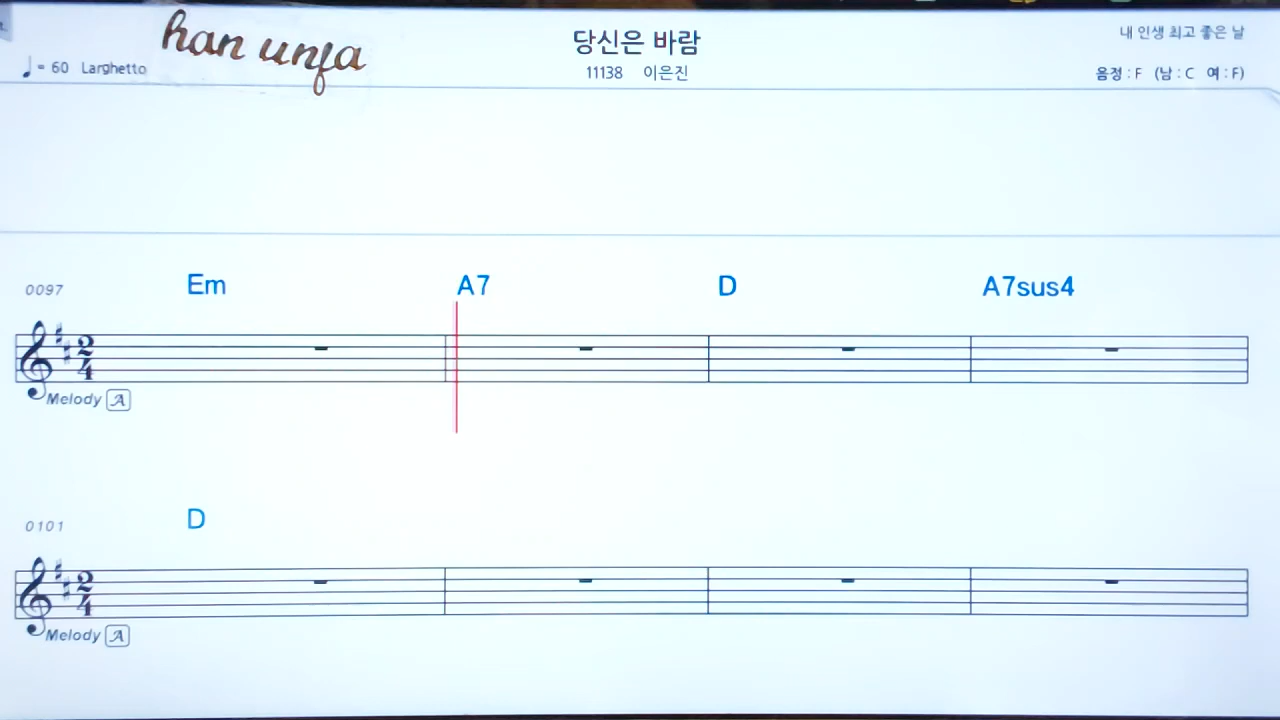 han unfa
♩= 60 Larghetto
당신은 바람
11138 이은진
내 인생 최고 좋은 날
음정 : F (남 : C 여 : F)
0097
Em A7 D A7sus4
2
4
Melody A
0101
D
2
4
Melody A